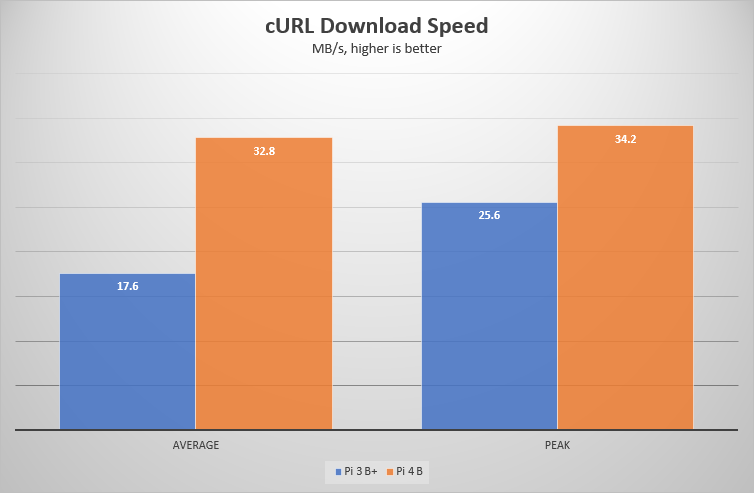 cURL Download Speed
MB/s, higher is better
32.8
34.2
25.6
17.6
AVERAGE
PEAK
Pi 3 B+
Pi 4 B